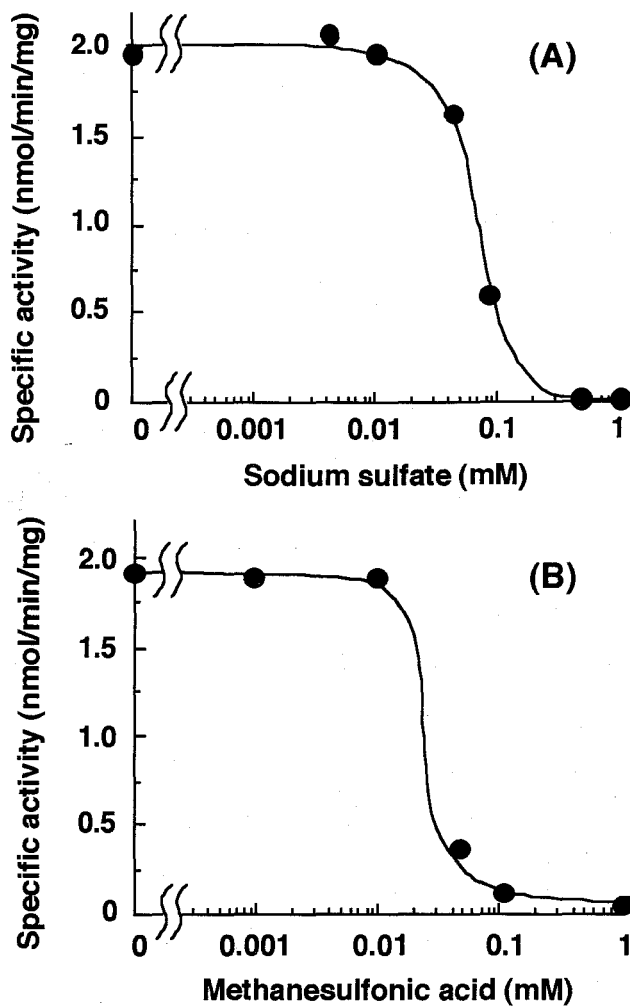 (A)
Specific activity (nmol/min/mg)
2.0
1.5
1.0
0.5
0
0 0.001 0.01 0.1 1
Sodium sulfate (mM)
(B)
Specific activity (nmol/min/mg)
2.0
1.5
1.0
0.5
0
0 0.001 0.01 0.1 1
Methanesulfonic acid (mM)